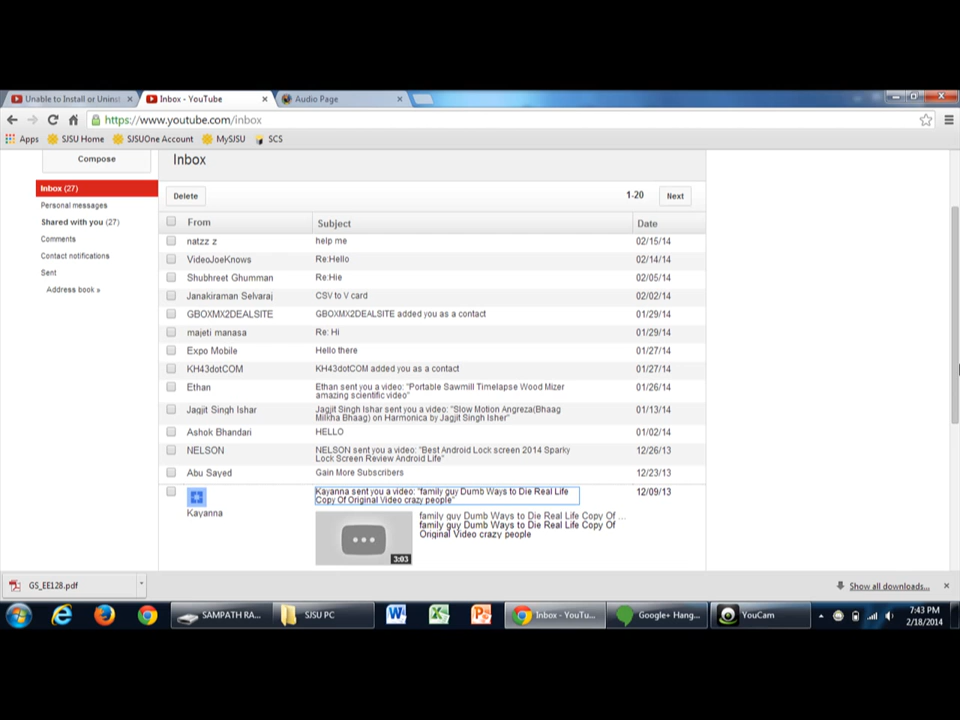 Unable to Install or Uninst
Inbox - YouTube
Audio Page
https://www.youtube.com/inbox
Apps
SJSU Home
SJSUOne Account
MySJSU
SCS
Compose
Inbox
Inbox (27)
Personal messages
Shared with you (27)
Comments
Contact notifications
Sent
Address book »
Delete
1-20
Next
From Subject Date
natzz z help me 02/15/14
VideoJoeKnows Re:Hello 02/14/14
Shubhreet Ghumman Re:Hie 02/05/14
Janakiraman Selvaraj CSV to V card 02/02/14
GBOXMX2DEALSITE GBOXMX2DEALSITE added you as a contact 01/29/14
majeti manasa Re: Hi 01/29/14
Expo Mobile Hello there 01/27/14
KH43dotCOM KH43dotCOM added you as a contact 01/27/14
Ethan Ethan sent you a video: "Portable Sawmill Timelapse Wood Mizer 01/26/14
amazing scientific video"
Jagjit Singh Ishar Jagjit Singh Ishar sent you a video: "Slow Motion Angreza(Bhaag 01/13/14
Milkha Bhaag) on Harmonica by Jagjit Singh Isher"
Ashok Bhandari HELLO 01/02/14
NELSON NELSON sent you a video: "Best Android Lock screen 2014 Sparky 12/26/13
Lock Screen Review Android Life"
Abu Sayed Gain More Subscribers 12/23/13
Kayanna sent you a video: "family guy Dumb Ways to Die Real Life 12/09/13
Copy Of Original Video crazy people"
Kayanna
family guy Dumb Ways to Die Real Life Copy Of ...
family guy Dumb Ways to Die Real Life Copy Of
Original Video crazy people
3:03
GS_EE128.pdf
Show all downloads...
SAMPATH RA...
SJSU PC
Inbox - YouTu...
Google+ Hang...
YouCam
7:43 PM
2/18/2014